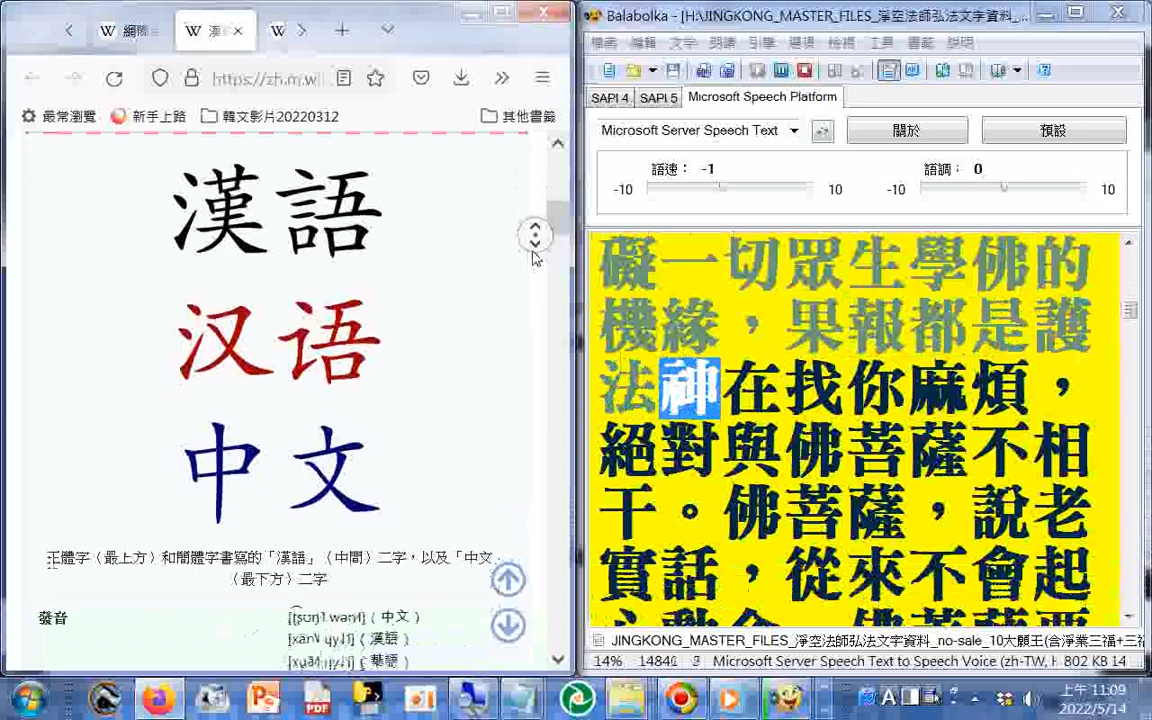 https://zh.m.wi
最常瀏覽
新手上路
韓文影片20220312
其他書籤
漢語
汉语
中文
正體字（最上方）和簡體字書寫的「漢語」（中間）二字，以及「中文」
（最下方）二字
發音
（中文）
（漢語）
（華語）
Balabolka - [H:\JINGKONG_MASTER_FILES_淨空法師弘法文字資料_...
檔案 編輯 文字 朗讀 引擎 選項 檢視 工具 書籤 說明
SAPI 4
SAPI 5
Microsoft Speech Platform
Microsoft Server Speech Text
關於
預設
語速： -1
語調： 0
-10
10
-10
10
礙一切眾生學佛的
機緣，果報都是護
法神在找你麻煩，
絕對與佛菩薩不相
干。佛菩薩，說老
實話，從來不會起
JINGKONG_MASTER_FILES_淨空法師弘法文字資料_no-sale_10大願王(含淨業三福+三福
14%
Microsoft Server Speech Text to Speech Voice (zh-TW, H
802 KB
14
上午 11:09
2022/5/14